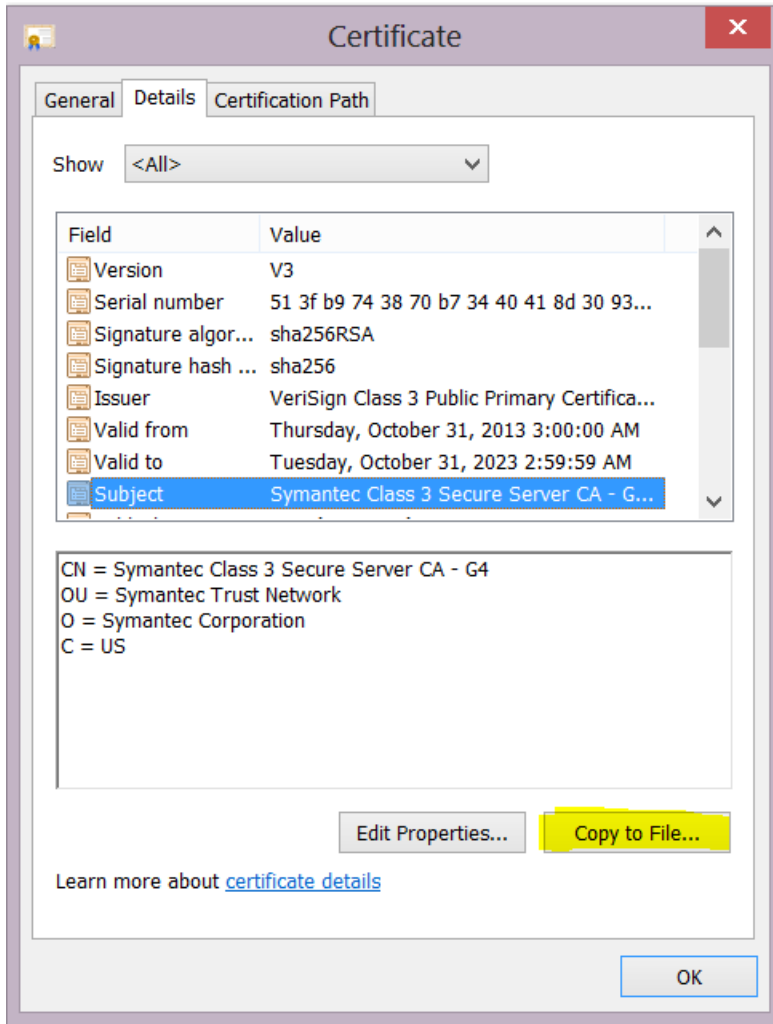 Certificate
General Details Certification Path
Show <All>
Field Value
Version V3
Serial number 51 3f b9 74 38 70 b7 34 40 41 8d 30 93...
Signature algor... sha256RSA
Signature hash ... sha256
Issuer VeriSign Class 3 Public Primary Certifica...
Valid from Thursday, October 31, 2013 3:00:00 AM
Valid to Tuesday, October 31, 2023 2:59:59 AM
Subject Symantec Class 3 Secure Server CA - G...
CN = Symantec Class 3 Secure Server CA - G4
OU = Symantec Trust Network
O = Symantec Corporation
C = US
Edit Properties... Copy to File...
Learn more about certificate details
OK